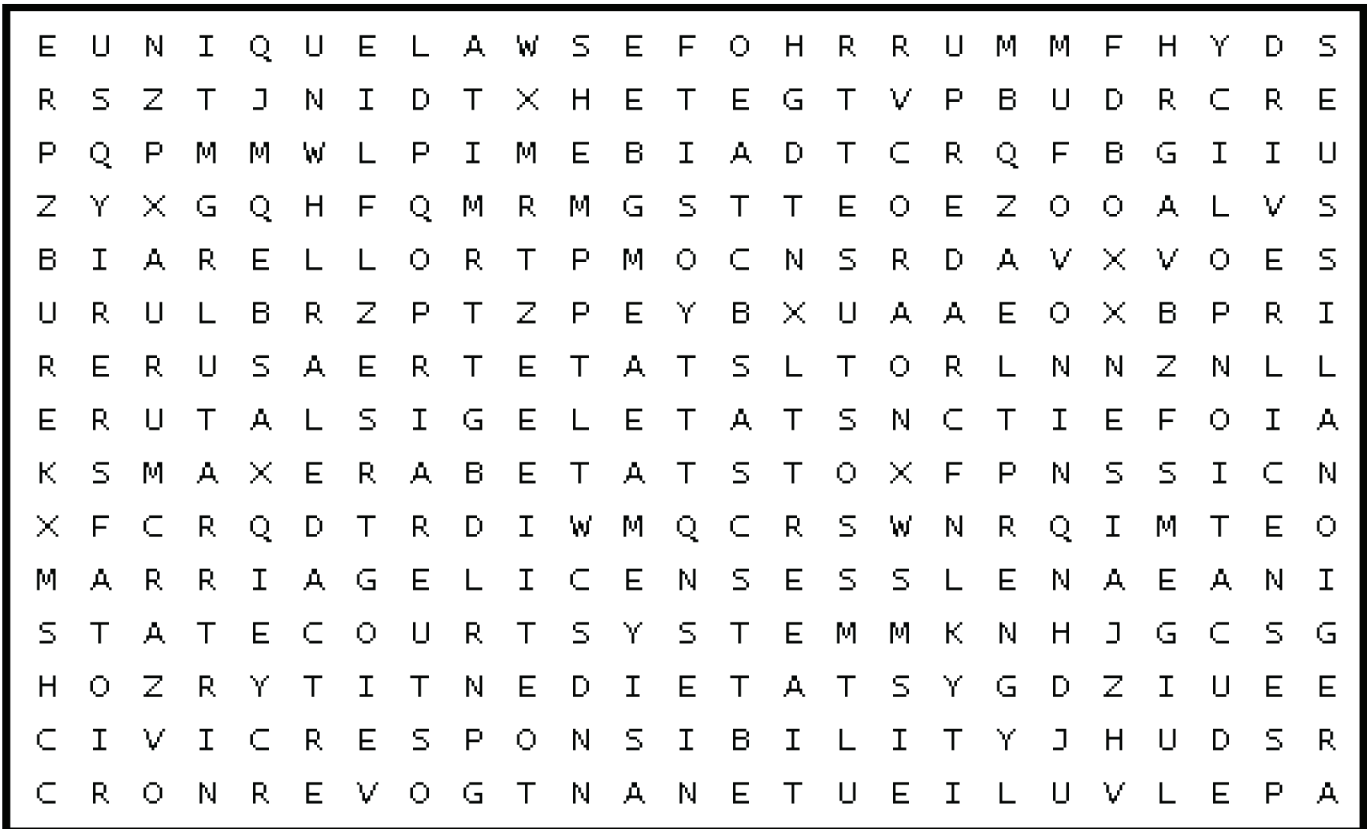 E U N I Q U E L A W S E F O H R R U M M F H Y D S
R S Z T J N I D T X H E T E G T V P B U D R C R E
P Q P M M W L P I M E B I A D T C R Q F B G I I U
Z Y X G Q H F Q M R M G S T T E O E Z O O A L V S
B I A R E L L O R T P M O C N S R D A V X V O E S
U R U L B R Z P T Z P E Y B X U A A E O X B P R I
R E R U S A E R T E T A T S L T O R L N N Z N L L
E R U T A L S I G E L E T A T S N C T I E F O I A
K S M A X E R A B E T A T S T O X F P N S S I C N
X F C R Q D T R D I W M Q C R S W N R Q I M T E O
M A R R I A G E L I C E N S E S S L E N A E A N I
S T A T E C O U R T S Y S T E M M K N H J G C S G
H O Z R Y T I T N E D I E T A T S Y G D Z I U E E
C I V I C R E S P O N S I B I L I T Y J H U D S R
C R O N R E V O G T N A N E T U E I L U V L E P A